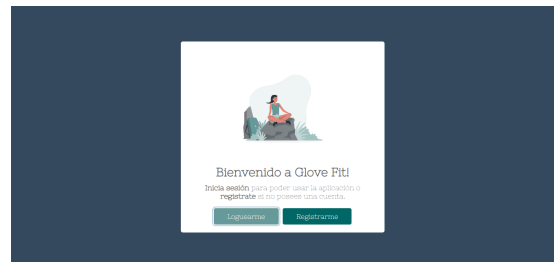 Bienvenido a Glove Fit!
Inicia sesión para poder usar la aplicación o
registrate si no posees una cuenta.
Loguearme Registrarme